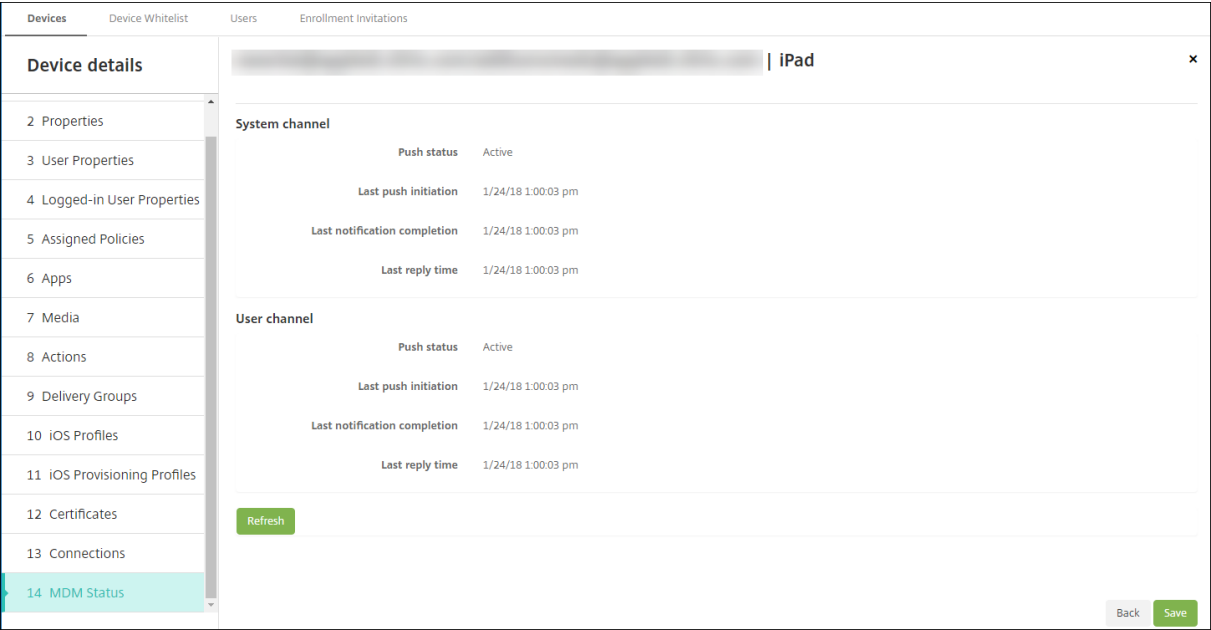 Devices Device Whitelist Users Enrollment Invitations
Device details
2 Properties
3 User Properties
4 Logged-in User Properties
5 Assigned Policies
6 Apps
7 Media
8 Actions
9 Delivery Groups
10 iOS Profiles
11 iOS Provisioning Profiles
12 Certificates
13 Connections
14 MDM Status
| iPad
System channel
Push status Active
Last push initiation 1/24/18 1:00:03 pm
Last notification completion 1/24/18 1:00:03 pm
Last reply time 1/24/18 1:00:03 pm
User channel
Push status Active
Last push initiation 1/24/18 1:00:03 pm
Last notification completion 1/24/18 1:00:03 pm
Last reply time 1/24/18 1:00:03 pm
Refresh
Back Save